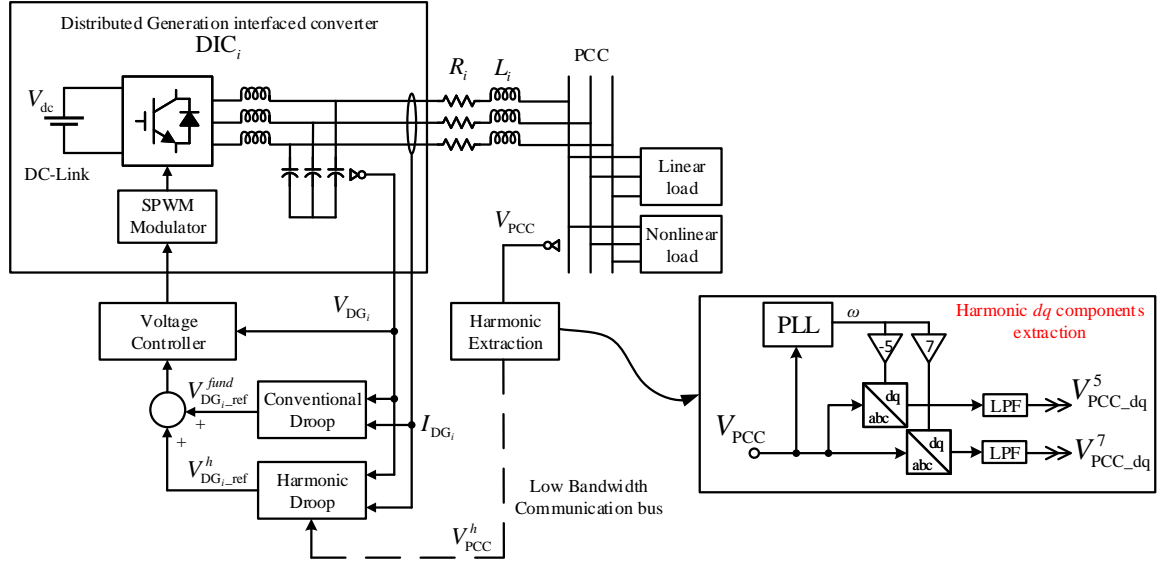 Distributed Generation interfaced converter
DIC_i
V_dc
DC-Link
SPWM
Modulator
R_i
L_i
PCC
Linear
load
Nonlinear
load
V_PCC
V_DG_i
Voltage
Controller
Harmonic
Extraction
V_DG_i_ref^fund
+
+
Conventional
Droop
I_DG_i
V_DG_i_ref^h
Harmonic
Droop
V_PCC^h
Low Bandwidth
Communication bus
Harmonic dq components
extraction
PLL
ω
-5
7
dq
abc
LPF
V_PCC_dq^5
V_PCC
dq
abc
LPF
V_PCC_dq^7